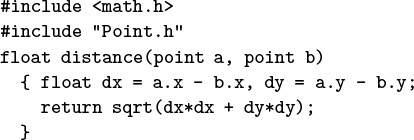 #include <math.h>
#include "Point.h"
float distance(point a, point b)
  { float dx = a.x - b.x, dy = a.y - b.y;
    return sqrt(dx*dx + dy*dy);
  }